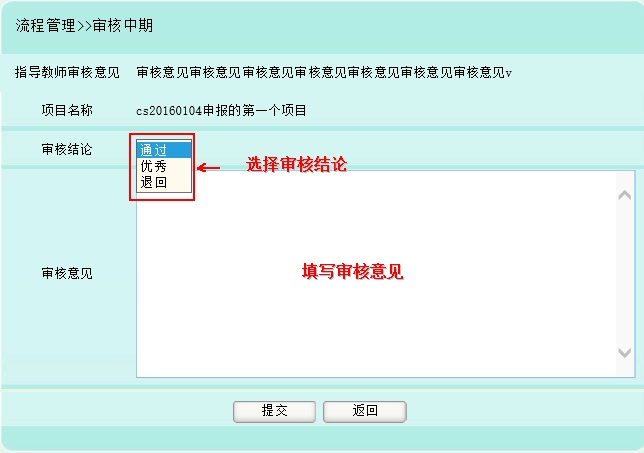 流程管理>>审核中期
指导教师审核意见 审核意见审核意见审核意见审核意见审核意见审核意见审核意见v
项目名称 cs20160104申报的第一个项目
审核结论 通过
优秀
退回
选择审核结论
审核意见 填写审核意见
提交 返回